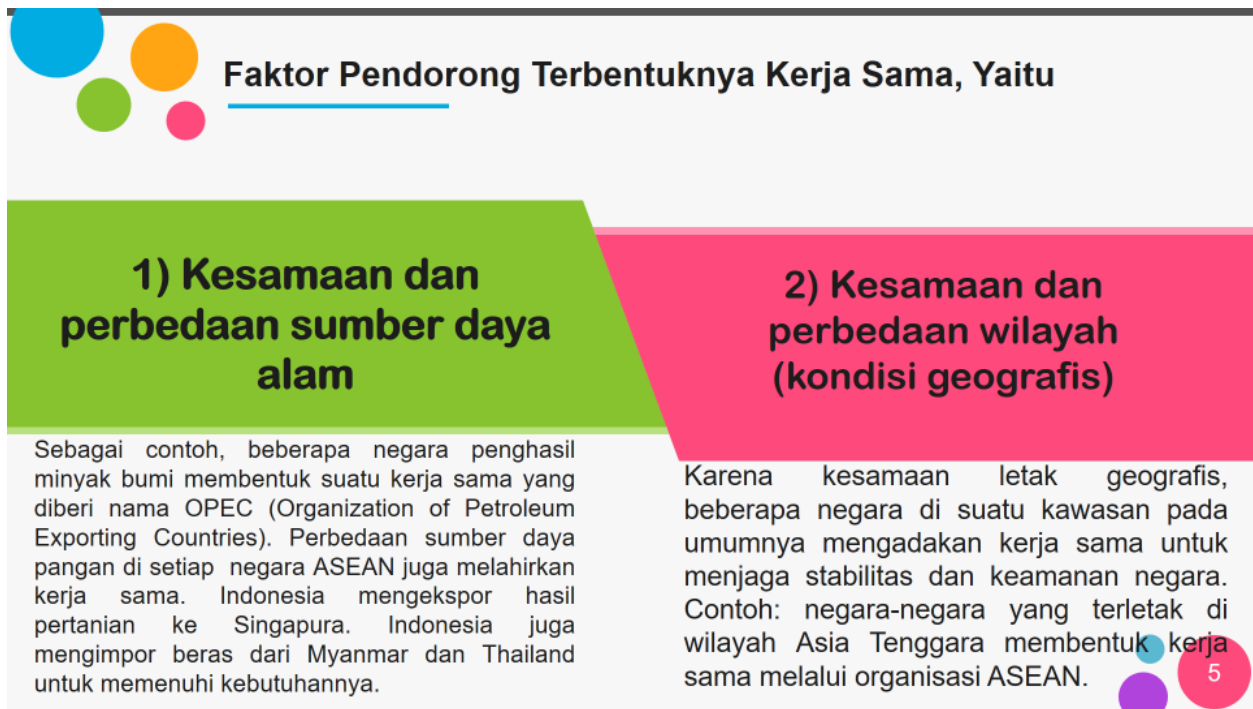 Faktor Pendorong Terbentuknya Kerja Sama, Yaitu
1) Kesamaan dan
perbedaan sumber daya
alam
Sebagai contoh, beberapa negara penghasil
minyak bumi membentuk suatu kerja sama yang
diberi nama OPEC (Organization of Petroleum
Exporting Countries). Perbedaan sumber daya
pangan di setiap negara ASEAN juga melahirkan
kerja sama. Indonesia mengekspor hasil
pertanian ke Singapura. Indonesia juga
mengimpor beras dari Myanmar dan Thailand
untuk memenuhi kebutuhannya.
2) Kesamaan dan
perbedaan wilayah
(kondisi geografis)
Karena kesamaan letak geografis,
beberapa negara di suatu kawasan pada
umumnya mengadakan kerja sama untuk
menjaga stabilitas dan keamanan negara.
Contoh: negara-negara yang terletak di
wilayah Asia Tenggara membentuk kerja
sama melalui organisasi ASEAN.
5